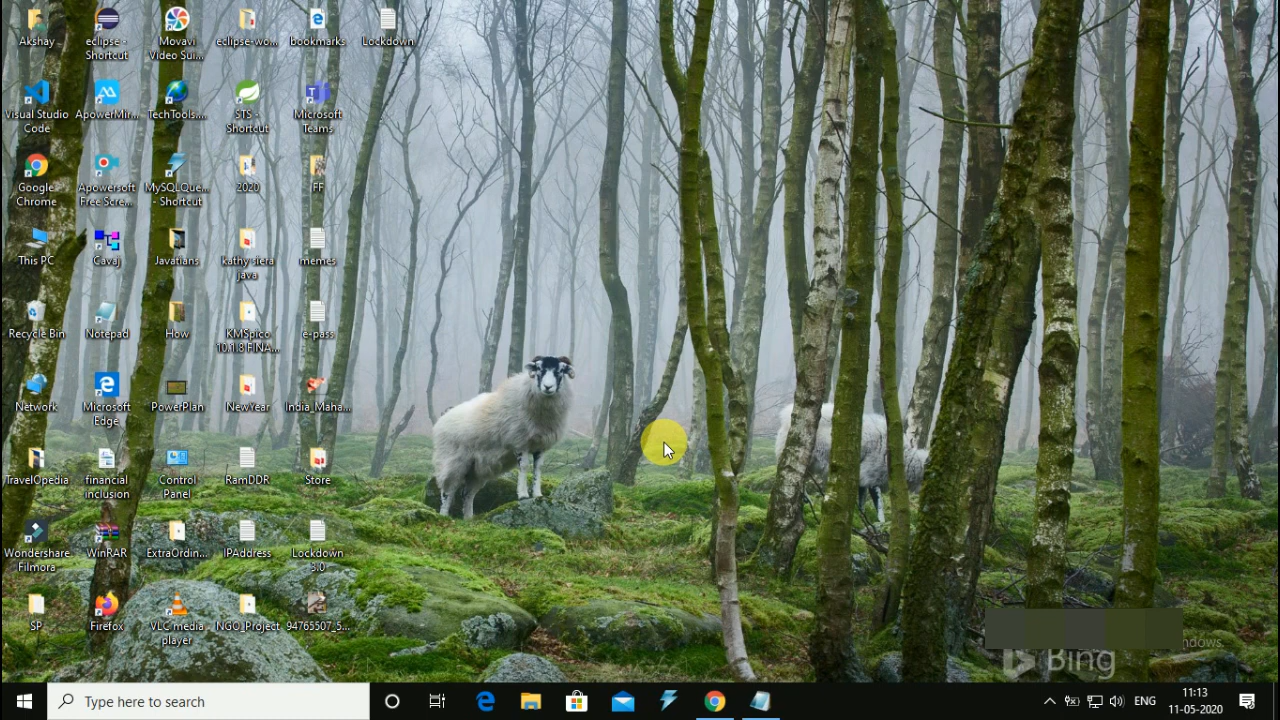 Akshay
eclipse -
Shortcut
Movavi
Video Sui...
eclipse-wo...
bookmarks
Lockdown
Visual Studio
Code
ApowerMir...
TechTools....
STS -
Shortcut
Microsoft
Teams
Google
Chrome
Apowersoft
Free Scre...
MySQLQue...
- Shortcut
2020
FF
This PC
Cavaj
Javatians
kathy siera
java
memes
Recycle Bin
Notepad
How
KMSpico
10.1.8 FINA...
e-pass
Network
Microsoft
Edge
PowerPlan
NewYear
India_Maha...
TravelOpedia
financial
inclusion
Control
Panel
RamDDR
Store
Wondershare
Filmora
WinRAR
ExtraOrdin...
IPAddress
Lockdown
3.0
SP
Firefox
VLC media
player
NGO_Project
94765507_5...
ndows.
Bing
Type here to search
ENG
11:13
11-05-2020